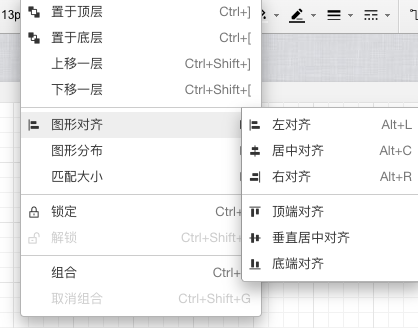 13p
置于顶层 Ctrl+]
置于底层 Ctrl+[
上移一层 Ctrl+Shift+]
下移一层 Ctrl+Shift+[
图形对齐
图形分布
匹配大小
锁定 Ctrl+
解锁 Ctrl+Shift+
组合 Ctrl+
取消组合 Ctrl+Shift+G
左对齐 Alt+L
居中对齐 Alt+C
右对齐 Alt+R
顶端对齐
垂直居中对齐
底端对齐